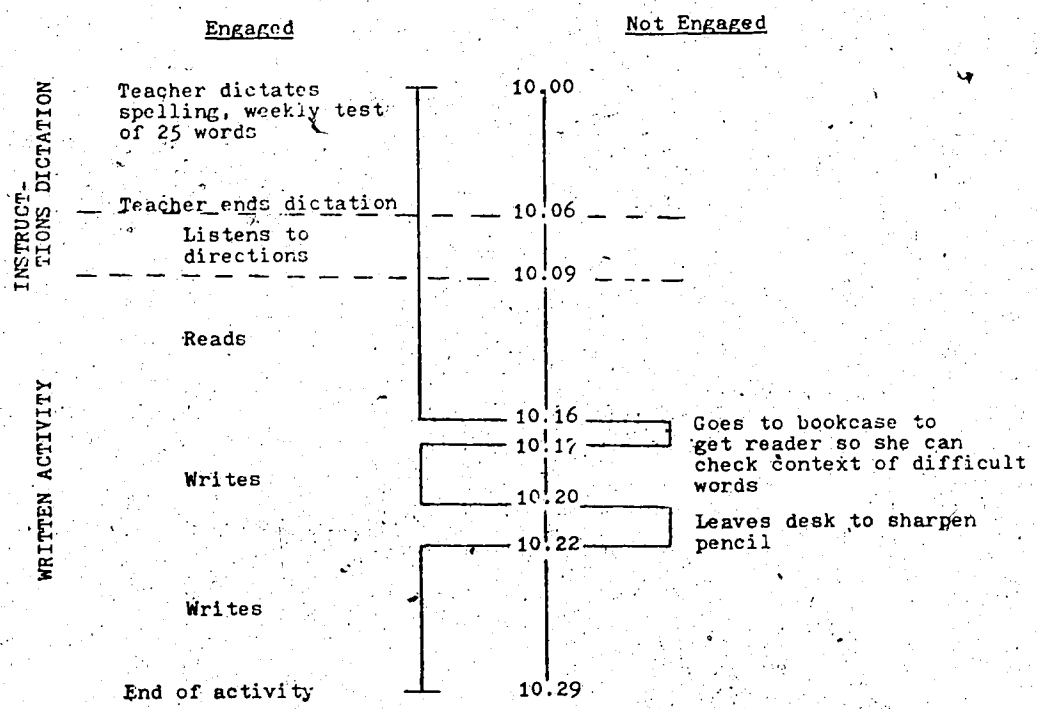 Engaged
Not Engaged
INSTRUCT-
TIONS DICTATION
Teacher dictates
spelling, weekly test
of 25 words
10.00
Teacher ends dictation
10.06
Listens to
directions
10.09
Reads
WRITTEN ACTIVITY
10.16
Goes to bookcase to
get reader so she can
check context of difficult
words
10.17
Writes
10.20
Leaves desk to sharpen
pencil
10.22
Writes
End of activity
10.29